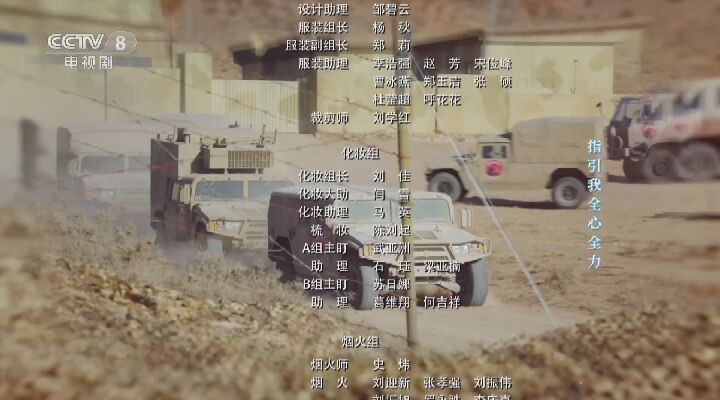 CCTV 8
电视剧
设计助理 邹碧云
服装组长 杨 秋
服装副组长 郑 莉
服装助理 李浩强 赵 芳 宋俊峰
曹冰燕 郑玉洁 张 硕
杜莹超 呼花花
裁剪师 刘学红
化妆组
化妆组长 刘 佳
化妆大助 闫 雪
化妆助理 马 英
梳 妆 陈刘起
A组主盯 武亚洲
助 理 石 珏 梁亚楠
B组主盯 苏日娜
助 理 葛维翔 何吉祥
烟火组
烟火师 史 炜
烟 火 刘迎新 张孝强 刘振伟
指引我全心全力